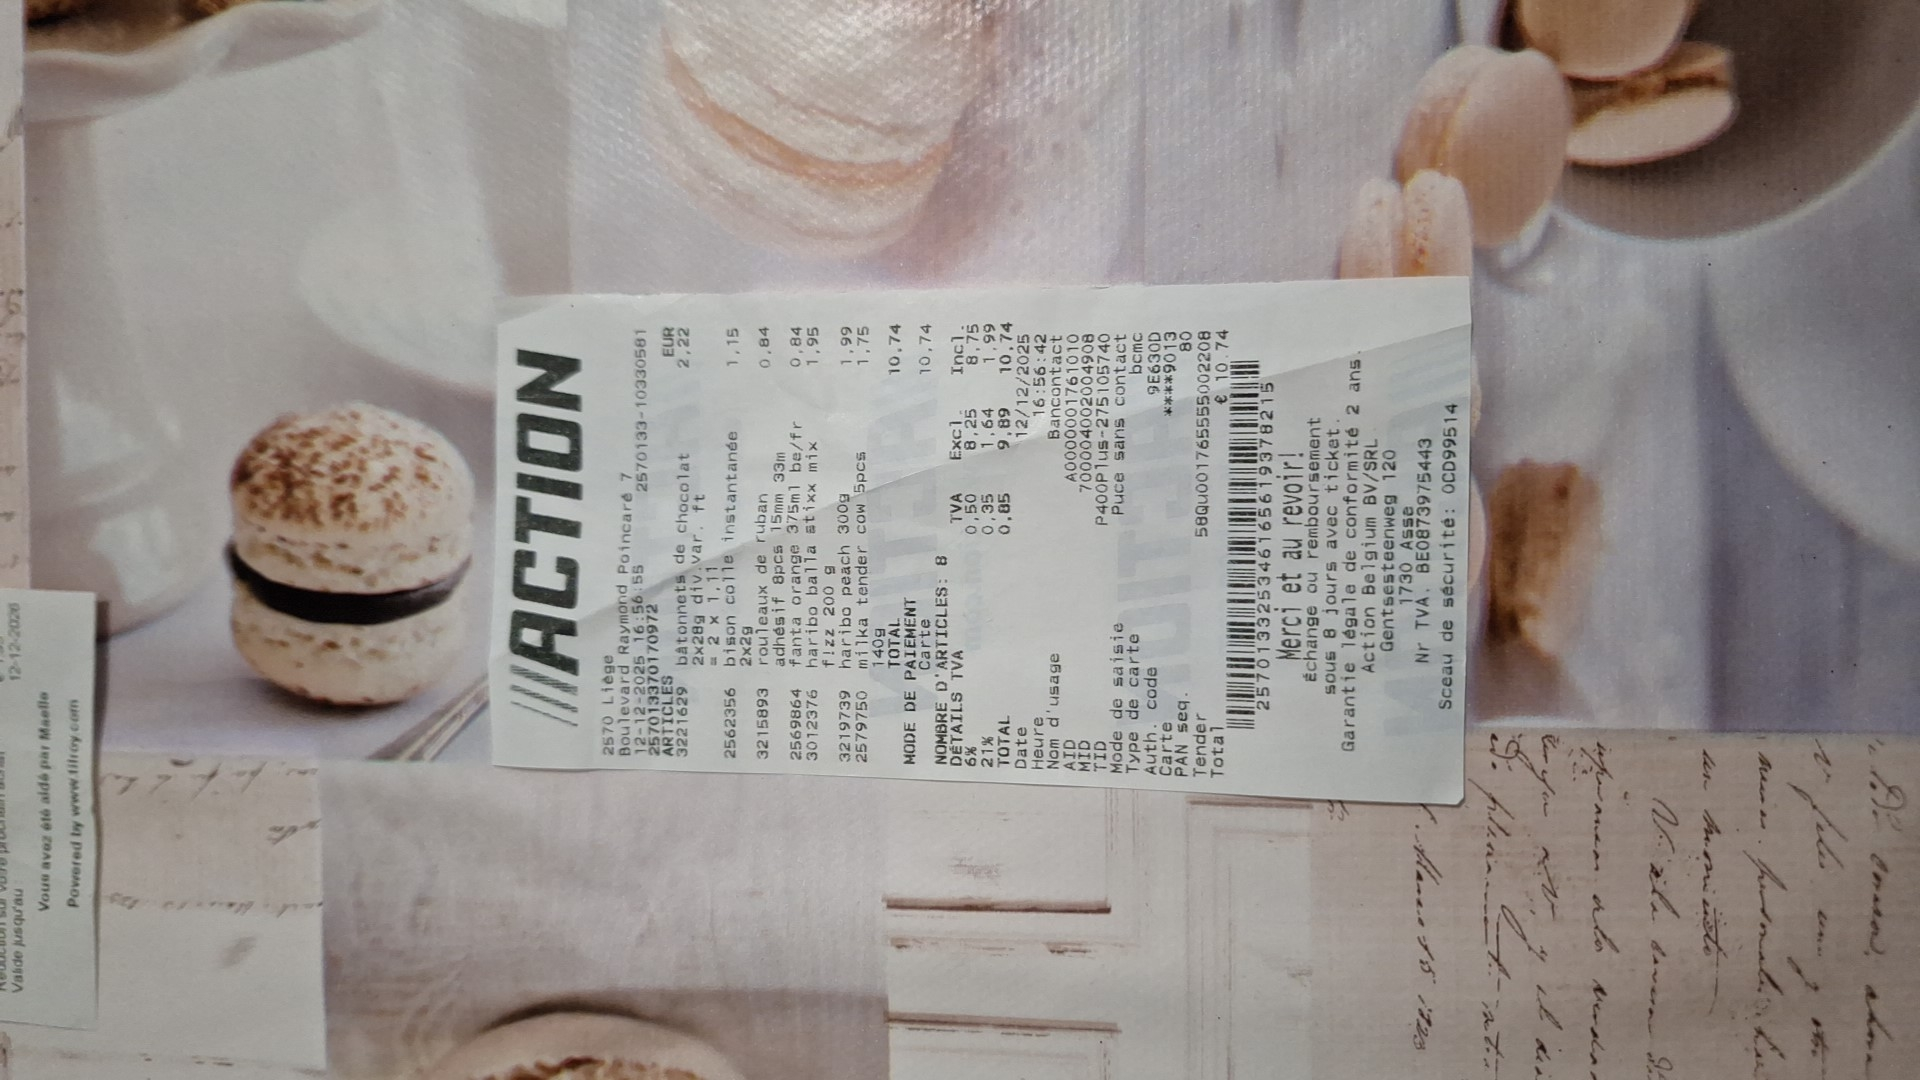 ///ACTION
2570 Liège
Boulevard Raymond Poincaré 7
12-12-2025 16:56:55 2570133-10330581
257013370170972
ARTICLES EUR
3221629 bâtonnets de chocolat 2,22
2x28g div.var. ft
= 2 x 1,11
2562356 bison colle instantanée 1,15
2x2g
3215893 rouleaux de ruban 0,84
adhésif 8pcs 15mm 33m
2569864 fanta orange 375ml be/fr 0,84
3012376 haribo balla stixx mix 1,95
fizz 200 g
3219739 haribo peach 300g 1,99
2579750 milka tender cow 5pcs 1,75
140g
TOTAL 10,74
MODE DE PAIEMENT
Carte 10,74
NOMBRE D'ARTICLES: 8
DÉTAILS TVA TVA Excl. Incl.
6% 0,50 8,25 8,75
21% 0,35 1,64 1,99
TOTAL 0,85 9,89 10,74
Date 12/12/2025
Heure 16:56:42
Nom d'usage Bancontact
AID A0000001761010
MID 7000040020004908
TID P400Plus-275105740
Mode de saisie Puce sans contact
Type de carte bcmc
Auth. code 9E630D
Carte ****9013
PAN seq. 80
Tender 58QU001765555002208
Total € 10.74
2570133253461656193782​15
Merci et au revoir!
Échange ou remboursement
sous 8 jours avec ticket.
Garantie légale de conformité 2 ans.
Action Belgium BV/SRL
Gentsesteenweg 120
1730 Asse
Nr TVA. BE0873975443
Sceau de sécurité: OCD99514
Valide jusqu'au : 12-12-2026
Vous avez été aidé par Maelle
Powered by www.tilroy.com